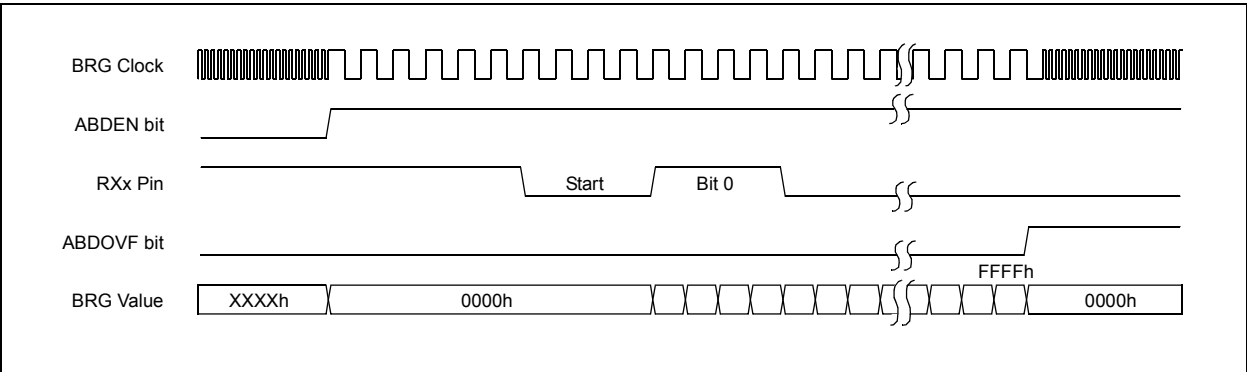 BRG Clock
ABDEN bit
RXx Pin
Start
Bit 0
ABDOVF bit
FFFFh
BRG Value
XXXXh
0000h
0000h